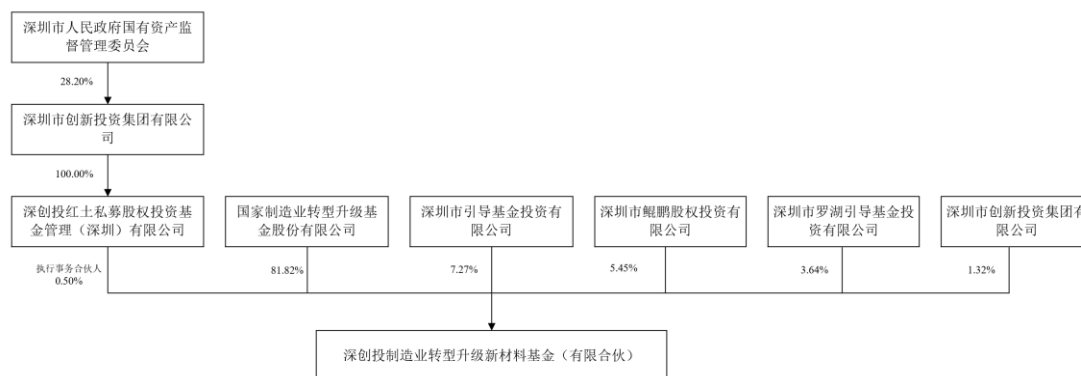 深圳市人民政府国有资产监
督管理委员会
28.20%
深圳市创新投资集团有限公
司
100.00%
深创投红土私募股权投资基
金管理（深圳）有限公司
国家制造业转型升级基
金股份有限公司
深圳市引导基金投资有
限公司
深圳市鲲鹏股权投资有
限公司
深圳市罗湖引导基金投
资有限公司
深圳市创新投资集团有
限公司
执行事务合伙人
0.50%
81.82%
7.27%
5.45%
3.64%
1.32%
深创投制造业转型升级新材料基金（有限合伙）